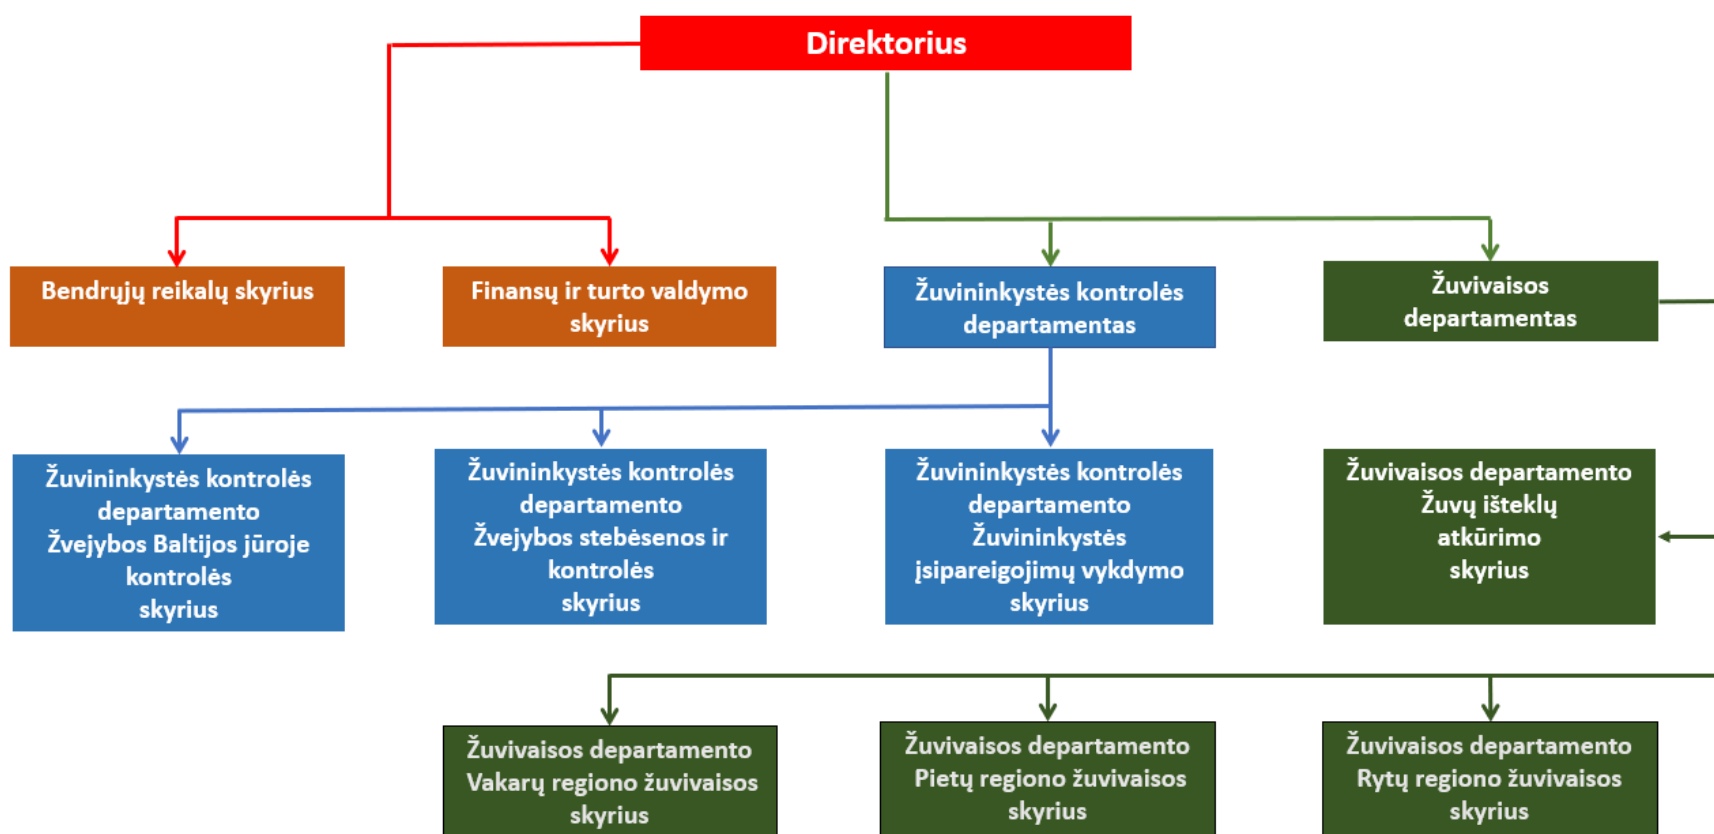 Direktorius
Bendrųjų reikalų skyrius
Finansų ir turto valdymo
skyrius
Žuvininkystės kontrolės
departamentas
Žuvivaisos
departamentas
Žuvininkystės kontrolės
departamento
Žvejybos Baltijos jūroje
kontrolės
skyrius
Žuvininkystės kontrolės
departamento
Žvejybos stebėsenos ir
kontrolės
skyrius
Žuvininkystės kontrolės
departamento
Žuvininkystės
įsipareigojimų vykdymo
skyrius
Žuvivaisos departamento
Žuvų išteklų
atkūrimo
skyrius
Žuvivaisos departamento
Vakarų regiono žuvivaisos
skyrius
Žuvivaisos departamento
Pietų regiono žuvivaisos
skyrius
Žuvivaisos departamento
Rytų regiono žuvivaisos
skyrius